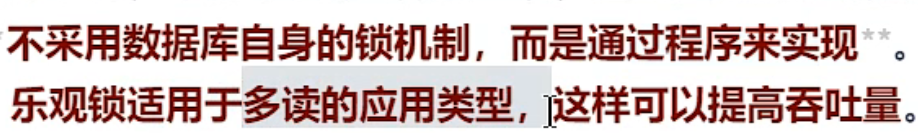 不采用数据库自身的锁机制，而是通过程序来实现**。
乐观锁适用于多读的应用类型，这样可以提高吞吐量。